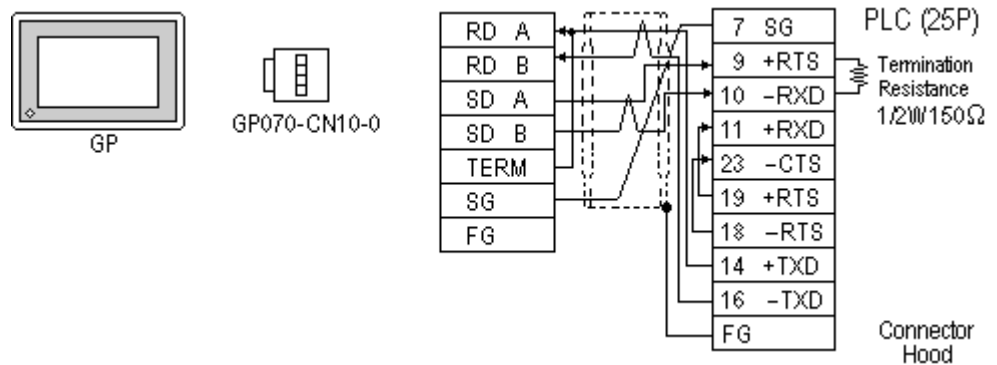 GP
GP070-CN10-0
RD A
RD B
SD A
SD B
TERM
SG
FG
7 SG
9 +RTS
10 -RXD
11 +RXD
23 -CTS
19 +RTS
18 -RTS
14 +TXD
16 -TXD
FG
PLC (25P)
Termination
Resistance
1/2W150Ω
Connector
Hood